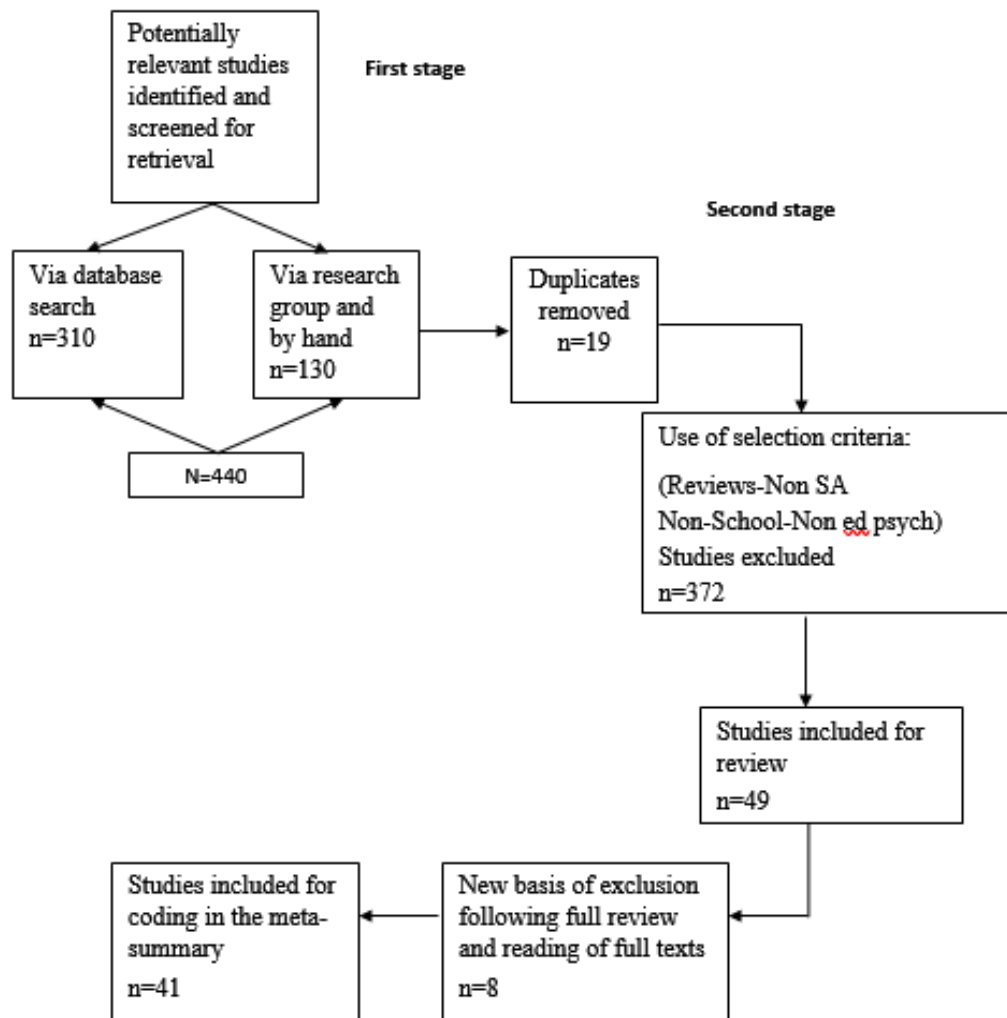 Potentially
relevant studies
identified and
screened for
retrieval
First stage
Second stage
Via database
search
n=310
Via research
group and
by hand
n=130
Duplicates
removed
n=19
N=440
Use of selection criteria:
(Reviews-Non SA
Non-School-Non ed psych)
Studies excluded
n=372
Studies included for
review
n=49
Studies included for
coding in the meta-
summary
n=41
New basis of exclusion
following full review
and reading of full texts
n=8